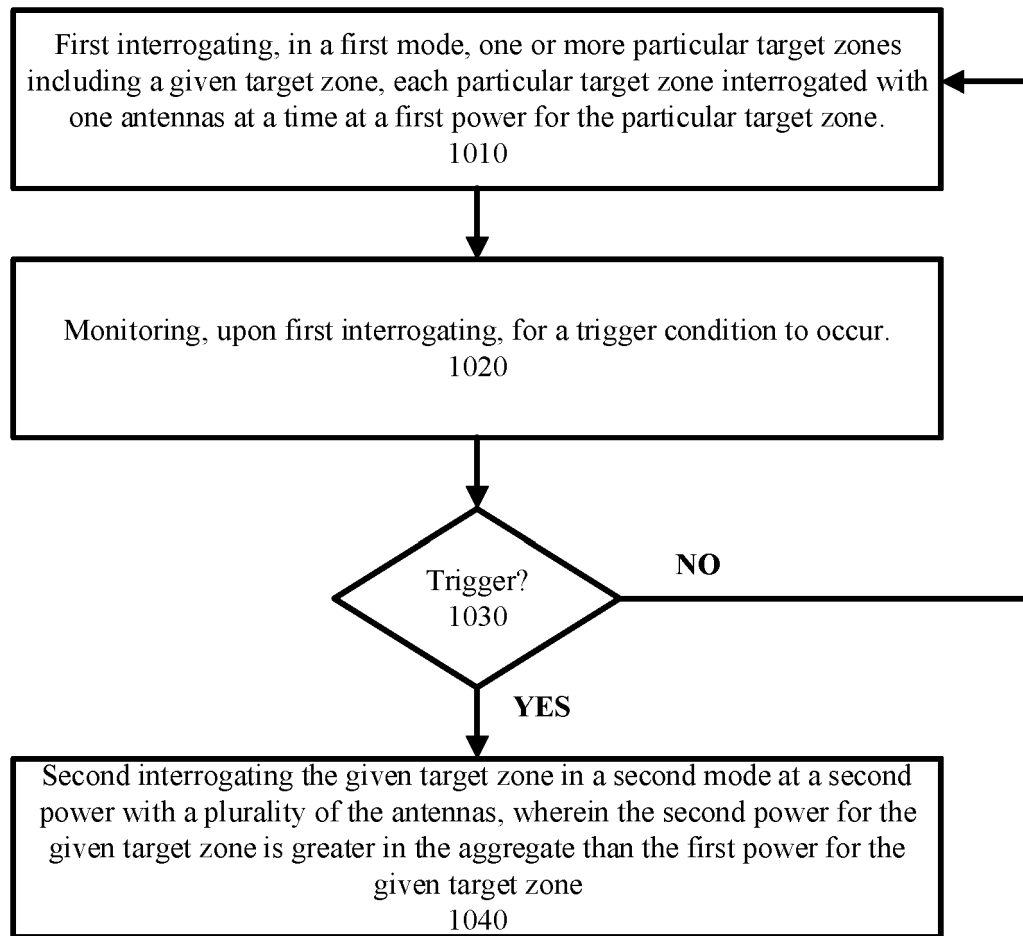 First interrogating, in a first mode, one or more particular target zones
including a given target zone, each particular target zone interrogated with
one antennas at a time at a first power for the particular target zone.
1010
Monitoring, upon first interrogating, for a trigger condition to occur.
1020
Trigger?
1030
NO
YES
Second interrogating the given target zone in a second mode at a second
power with a plurality of the antennas, wherein the second power for the
given target zone is greater in the aggregate than the first power for the
given target zone
1040